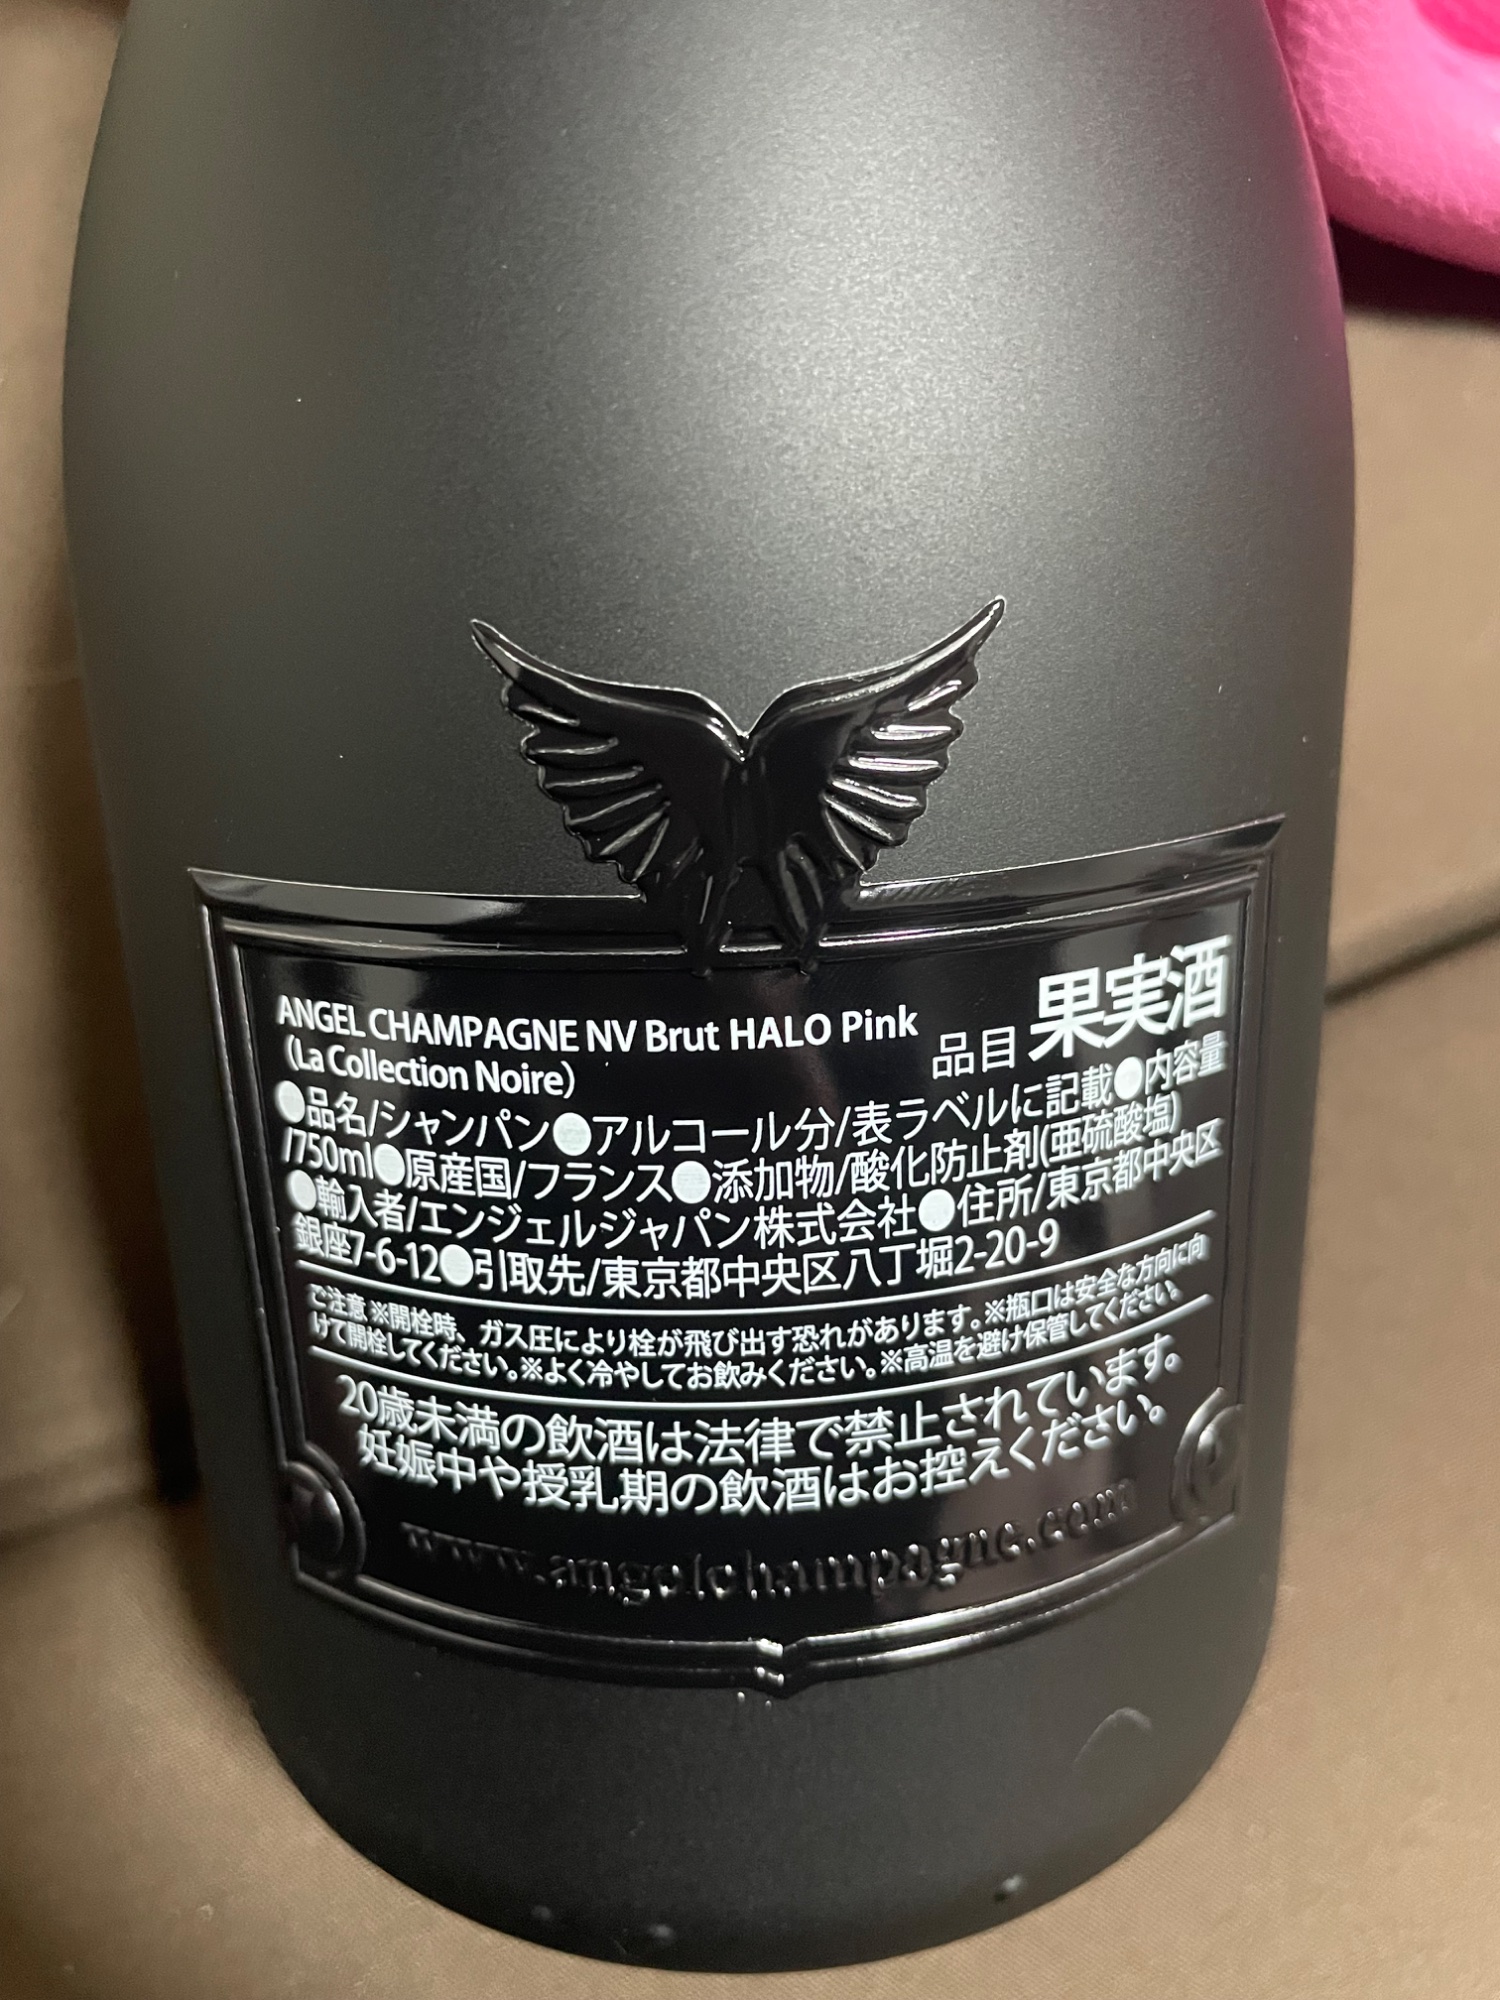 ANGEL CHAMPAGNE NV Brut HALO Pink
(La Collection Noire)
品目 果実酒
●品名/シャンパン●アルコール分/表ラベルに記載●内容量
/750ml●原産国/フランス●添加物/酸化防止剤(亜硫酸塩)
●輸入者/エンジェルジャパン株式会社●住所/東京都中央区
銀座7-6-12●引取先/東京都中央区八丁堀2-20-9
ご注意 ※開栓時、ガス圧により栓が飛び出す恐れがあります。※瓶口は安全な方向に向
けて開栓してください。※よく冷やしてお飲みください。※高温を避け保管してください。
20歳未満の飲酒は法律で禁止されています。
妊娠中や授乳期の飲酒はお控えください。
www.angelchampagne.com